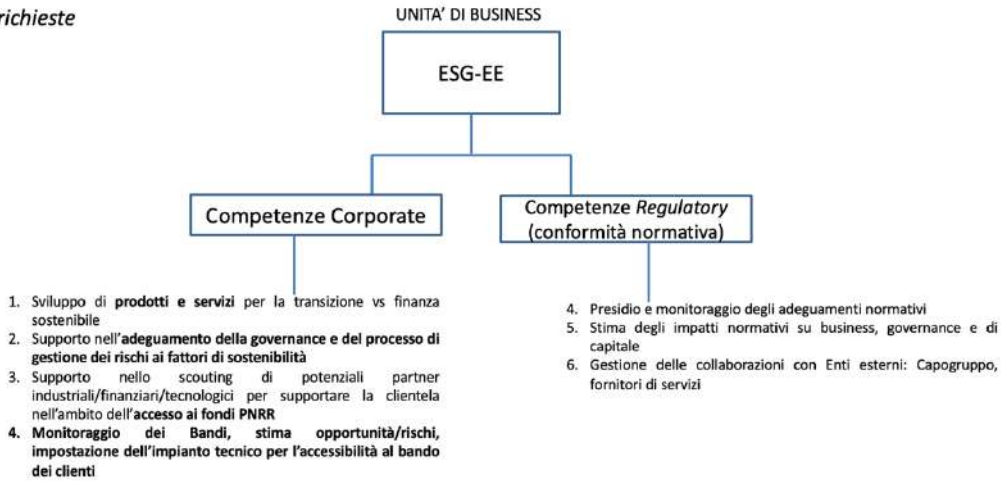 richieste
UNITA' DI BUSINESS
ESG-EE
Competenze Corporate
1. Sviluppo di prodotti e servizi per la transizione vs finanza
sostenibile
2. Supporto nell'adeguamento della governance e del processo di
gestione dei rischi ai fattori di sostenibilità
3. Supporto nello scouting di potenziali partner
industriali/finanziari/tecnologici per supportare la clientela
nell'ambito dell'accesso ai fondi PNRR
4. Monitoraggio dei Bandi, stima opportunità/rischi,
impostazione dell'impianto tecnico per l'accessibilità al bando
dei clienti
Competenze Regulatory
(conformità normativa)
4. Presidio e monitoraggio degli adeguamenti normativi
5. Stima degli impatti normativi su business, governance e di
capitale
6. Gestione delle collaborazioni con Enti esterni: Capogruppo,
fornitori di servizi